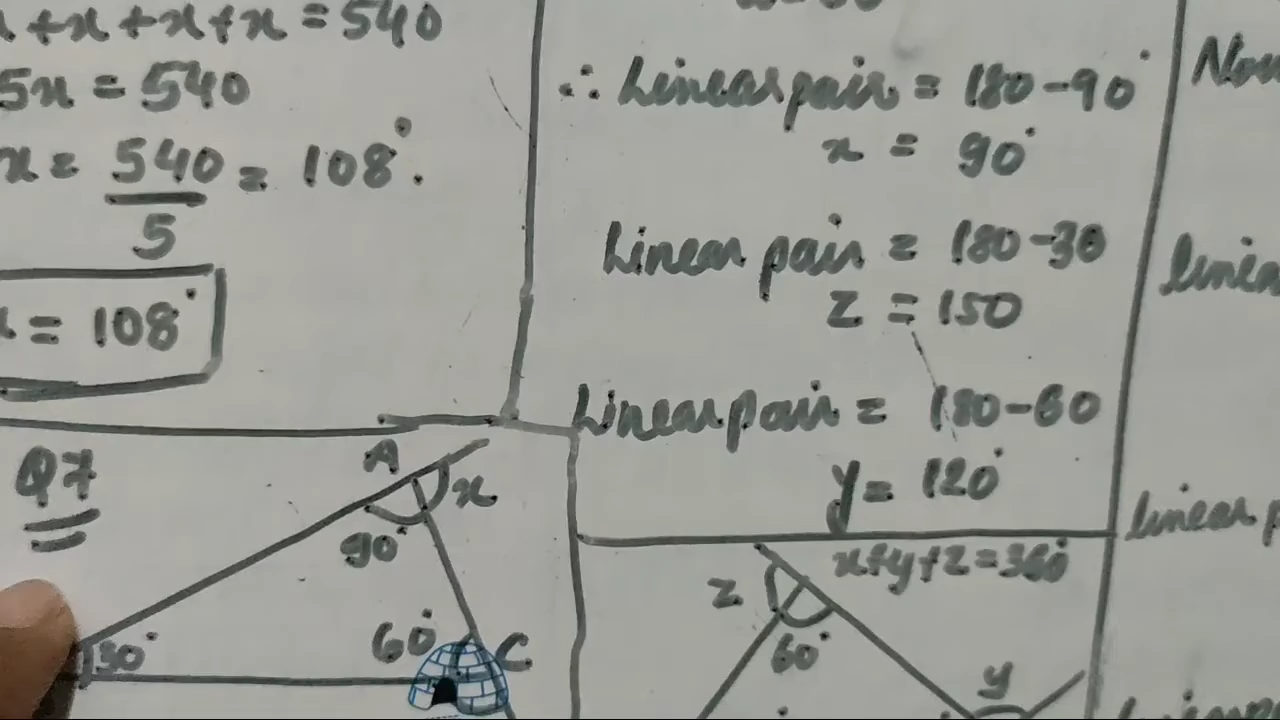 x + x + x + x = 540
5x = 540
x = 540/5 = 108°.
x = 108°
Q7
A
x
90°
30°
60°
C
∴ Linear pair = 180 - 90°
x = 90°
Linear pair = 180 - 30
z = 150
Linear pair = 180 - 60
y = 120°
x + y + z = 360°
z
60°
y
linear